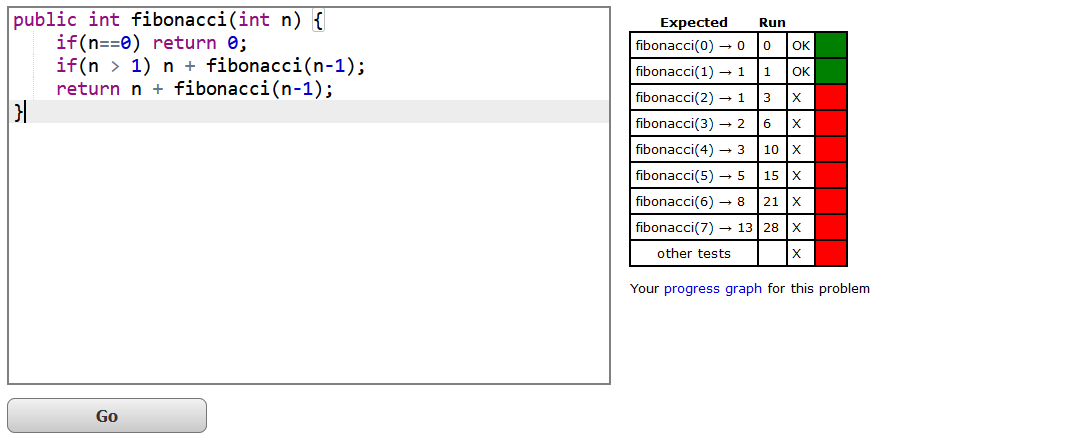 public int fibonacci(int n) {
    if(n==0) return 0;
    if(n > 1) n + fibonacci(n-1);
    return n + fibonacci(n-1);
}
Go
Expected Run
fibonacci(0) → 0 0 OK
fibonacci(1) → 1 1 OK
fibonacci(2) → 1 3 X
fibonacci(3) → 2 6 X
fibonacci(4) → 3 10 X
fibonacci(5) → 5 15 X
fibonacci(6) → 8 21 X
fibonacci(7) → 13 28 X
other tests X
Your progress graph for this problem